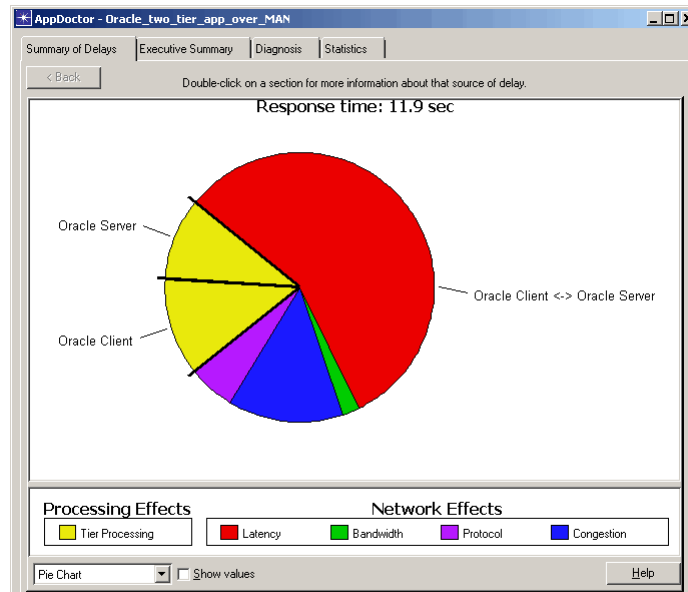 AppDoctor - Oracle_two_tier_app_over_MAN
Summary of Delays Executive Summary Diagnosis Statistics
< Back
Double-click on a section for more information about that source of delay.
Response time: 11.9 sec
Oracle Server
Oracle Client <-> Oracle Server
Oracle Client
Processing Effects Network Effects
Tier Processing Latency Bandwidth Protocol Congestion
Pie Chart Show values Help